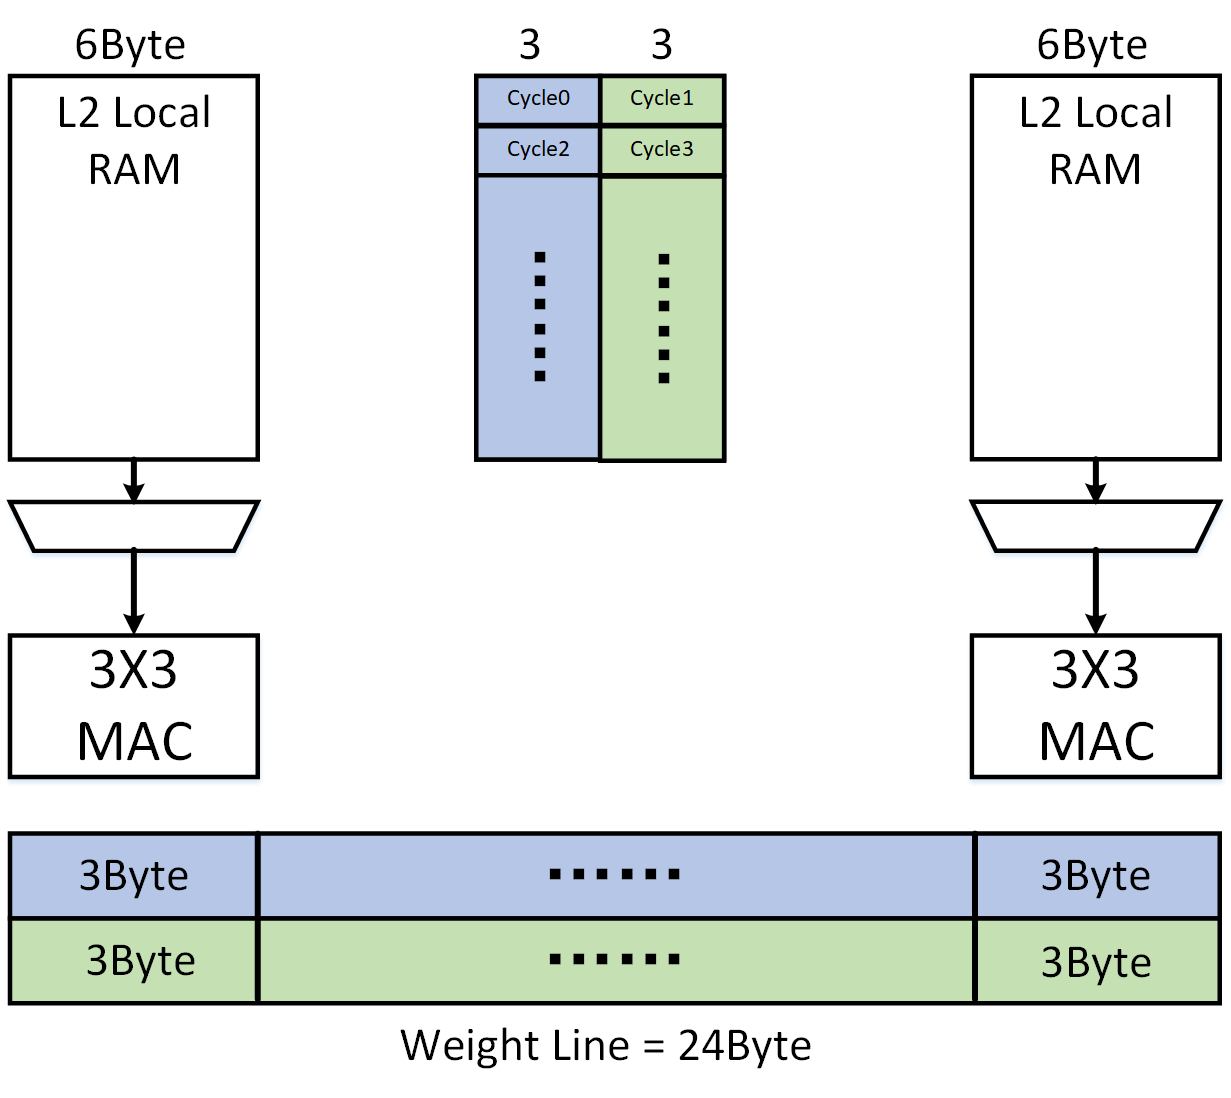 6Byte
3
3
6Byte
L2 Local
RAM
Cycle0
Cycle1
Cycle2
Cycle3
L2 Local
RAM
3X3
MAC
3X3
MAC
3Byte
3Byte
3Byte
3Byte
Weight Line = 24Byte